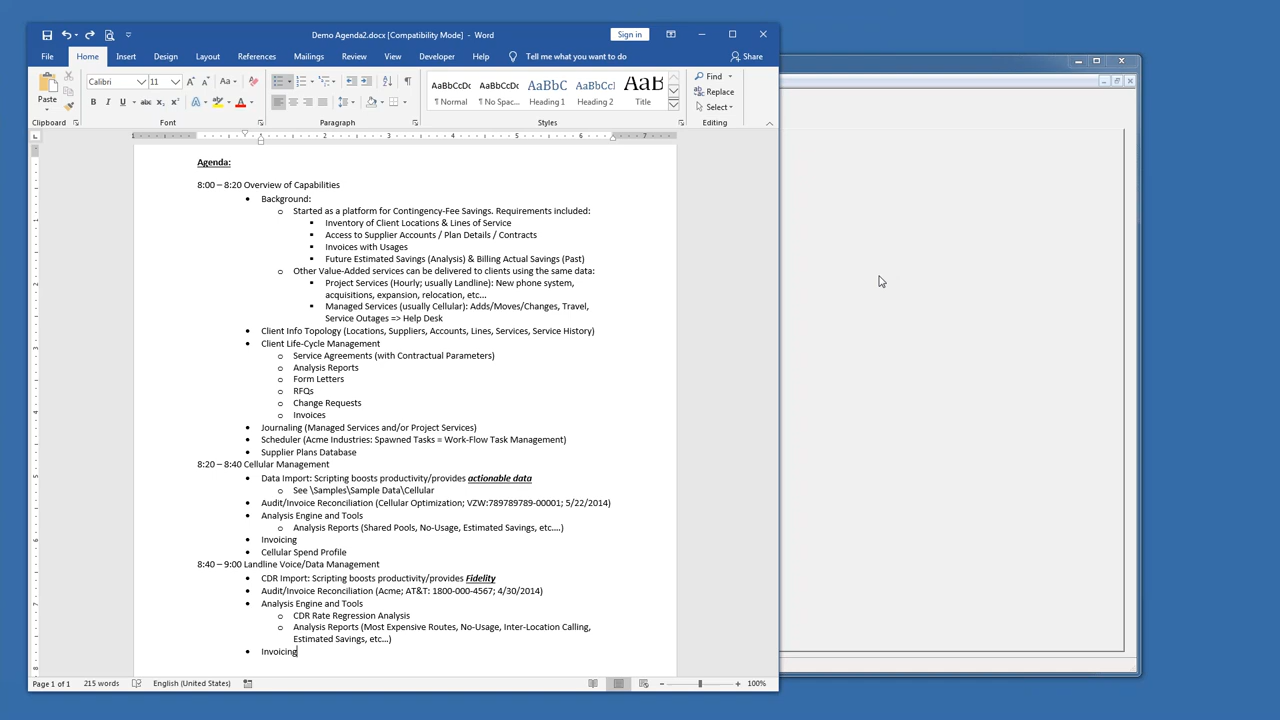 Demo Agenda2.docx [Compatibility Mode] - Word
Sign in
File Home Insert Design Layout References Mailings Review View Developer Help Tell me what you want to do Share
Calibri 11 Aa AaBbCcDc AaBbCcDc AaBbC AaBbCcD AaB Find
Paste B I U abc x₂ x² A A ¶ Normal ¶ No Spac... Heading 1 Heading 2 Title Replace
Select
Clipboard Font Paragraph Styles Editing
1 2 3 4 5 6 7
Agenda:
8:00 – 8:20 Overview of Capabilities
• Background:
o Started as a platform for Contingency-Fee Savings. Requirements included:
▪ Inventory of Client Locations & Lines of Service
▪ Access to Supplier Accounts / Plan Details / Contracts
▪ Invoices with Usages
▪ Future Estimated Savings (Analysis) & Billing Actual Savings (Past)
o Other Value-Added services can be delivered to clients using the same data:
▪ Project Services (Hourly; usually Landline): New phone system,
acquisitions, expansion, relocation, etc...
▪ Managed Services (usually Cellular): Adds/Moves/Changes, Travel,
Service Outages => Help Desk
• Client Info Topology (Locations, Suppliers, Accounts, Lines, Services, Service History)
• Client Life-Cycle Management
o Service Agreements (with Contractual Parameters)
o Analysis Reports
o Form Letters
o RFQs
o Change Requests
o Invoices
• Journaling (Managed Services and/or Project Services)
• Scheduler (Acme Industries: Spawned Tasks = Work-Flow Task Management)
• Supplier Plans Database
8:20 – 8:40 Cellular Management
• Data Import: Scripting boosts productivity/provides actionable data
o See \Samples\Sample Data\Cellular
• Audit/Invoice Reconciliation (Cellular Optimization; VZW:789789789-00001; 5/22/2014)
• Analysis Engine and Tools
o Analysis Reports (Shared Pools, No-Usage, Estimated Savings, etc....)
• Invoicing
• Cellular Spend Profile
8:40 – 9:00 Landline Voice/Data Management
• CDR Import: Scripting boosts productivity/provides Fidelity
• Audit/Invoice Reconciliation (Acme; AT&T: 1800-000-4567; 4/30/2014)
• Analysis Engine and Tools
o CDR Rate Regression Analysis
o Analysis Reports (Most Expensive Routes, No-Usage, Inter-Location Calling,
Estimated Savings, etc...)
• Invoicing
Page 1 of 1 215 words English (United States) 100%